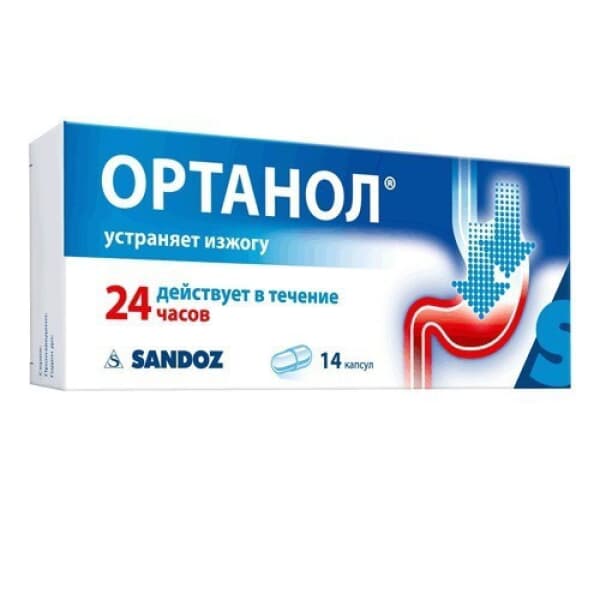 ОРТАНОЛ®
устраняет изжогу
24 действует в течение
часов
SANDOZ
14 капсул
S